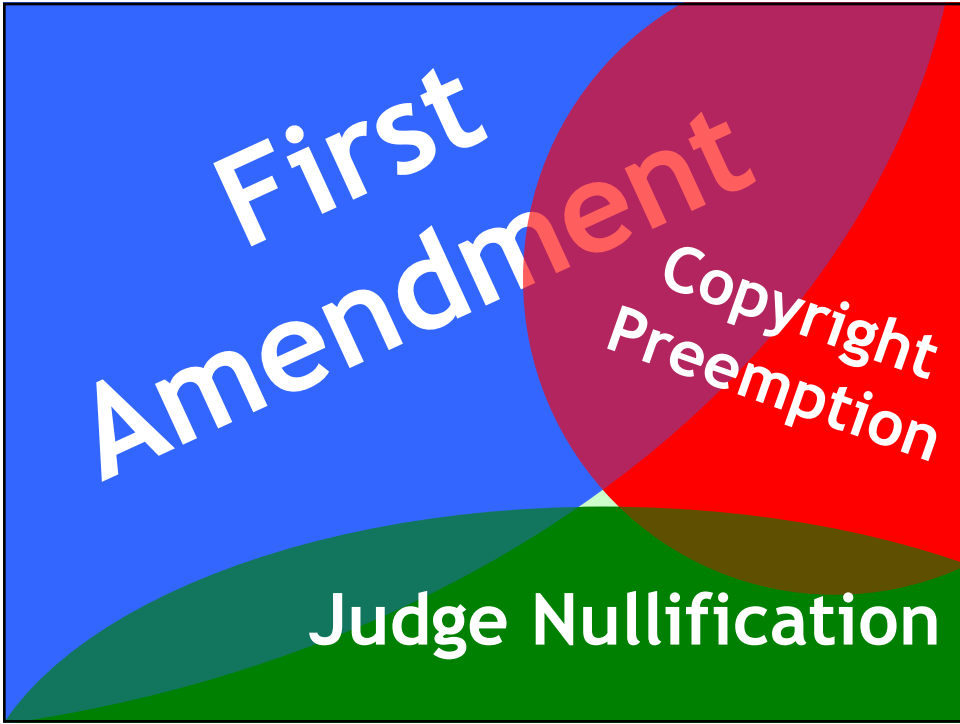 First
Amendment
Copyright
Preemption
Judge Nullification